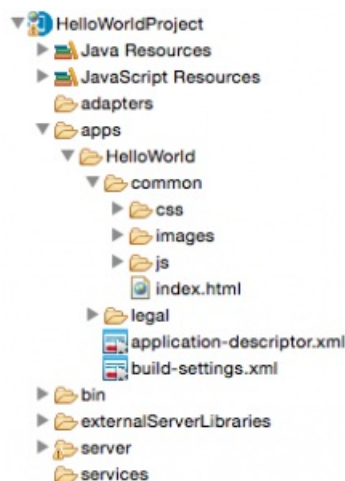 HelloWorldProject
Java Resources
JavaScript Resources
adapters
apps
HelloWorld
common
css
images
js
index.html
legal
application-descriptor.xml
build-settings.xml
bin
externalServerLibraries
server
services